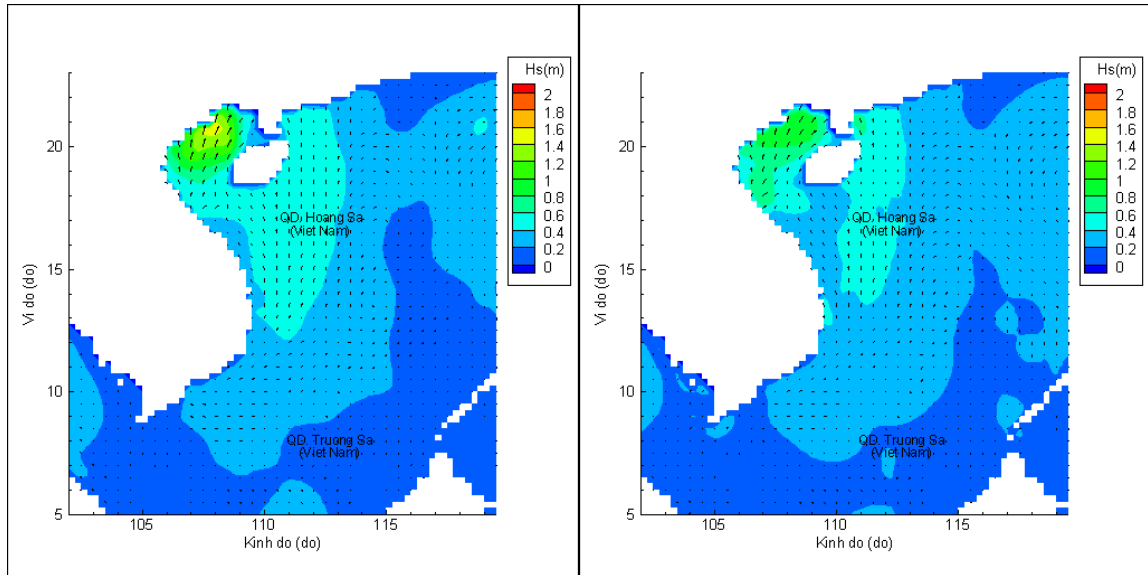 Hs(m)
2
1.8
1.6
1.4
1.2
1
0.8
0.6
0.4
0.2
0
20
15
10
5
105
110
115
Vi do (do)
Kinh do (do)
QD. Hoang Sa
(Viet Nam)
QD. Truong Sa
(Viet Nam)
Hs(m)
2
1.8
1.6
1.4
1.2
1
0.8
0.6
0.4
0.2
0
20
15
10
5
105
110
115
Vi do (do)
Kinh do (do)
QD. Hoang Sa
(Viet Nam)
QD. Truong Sa
(Viet Nam)